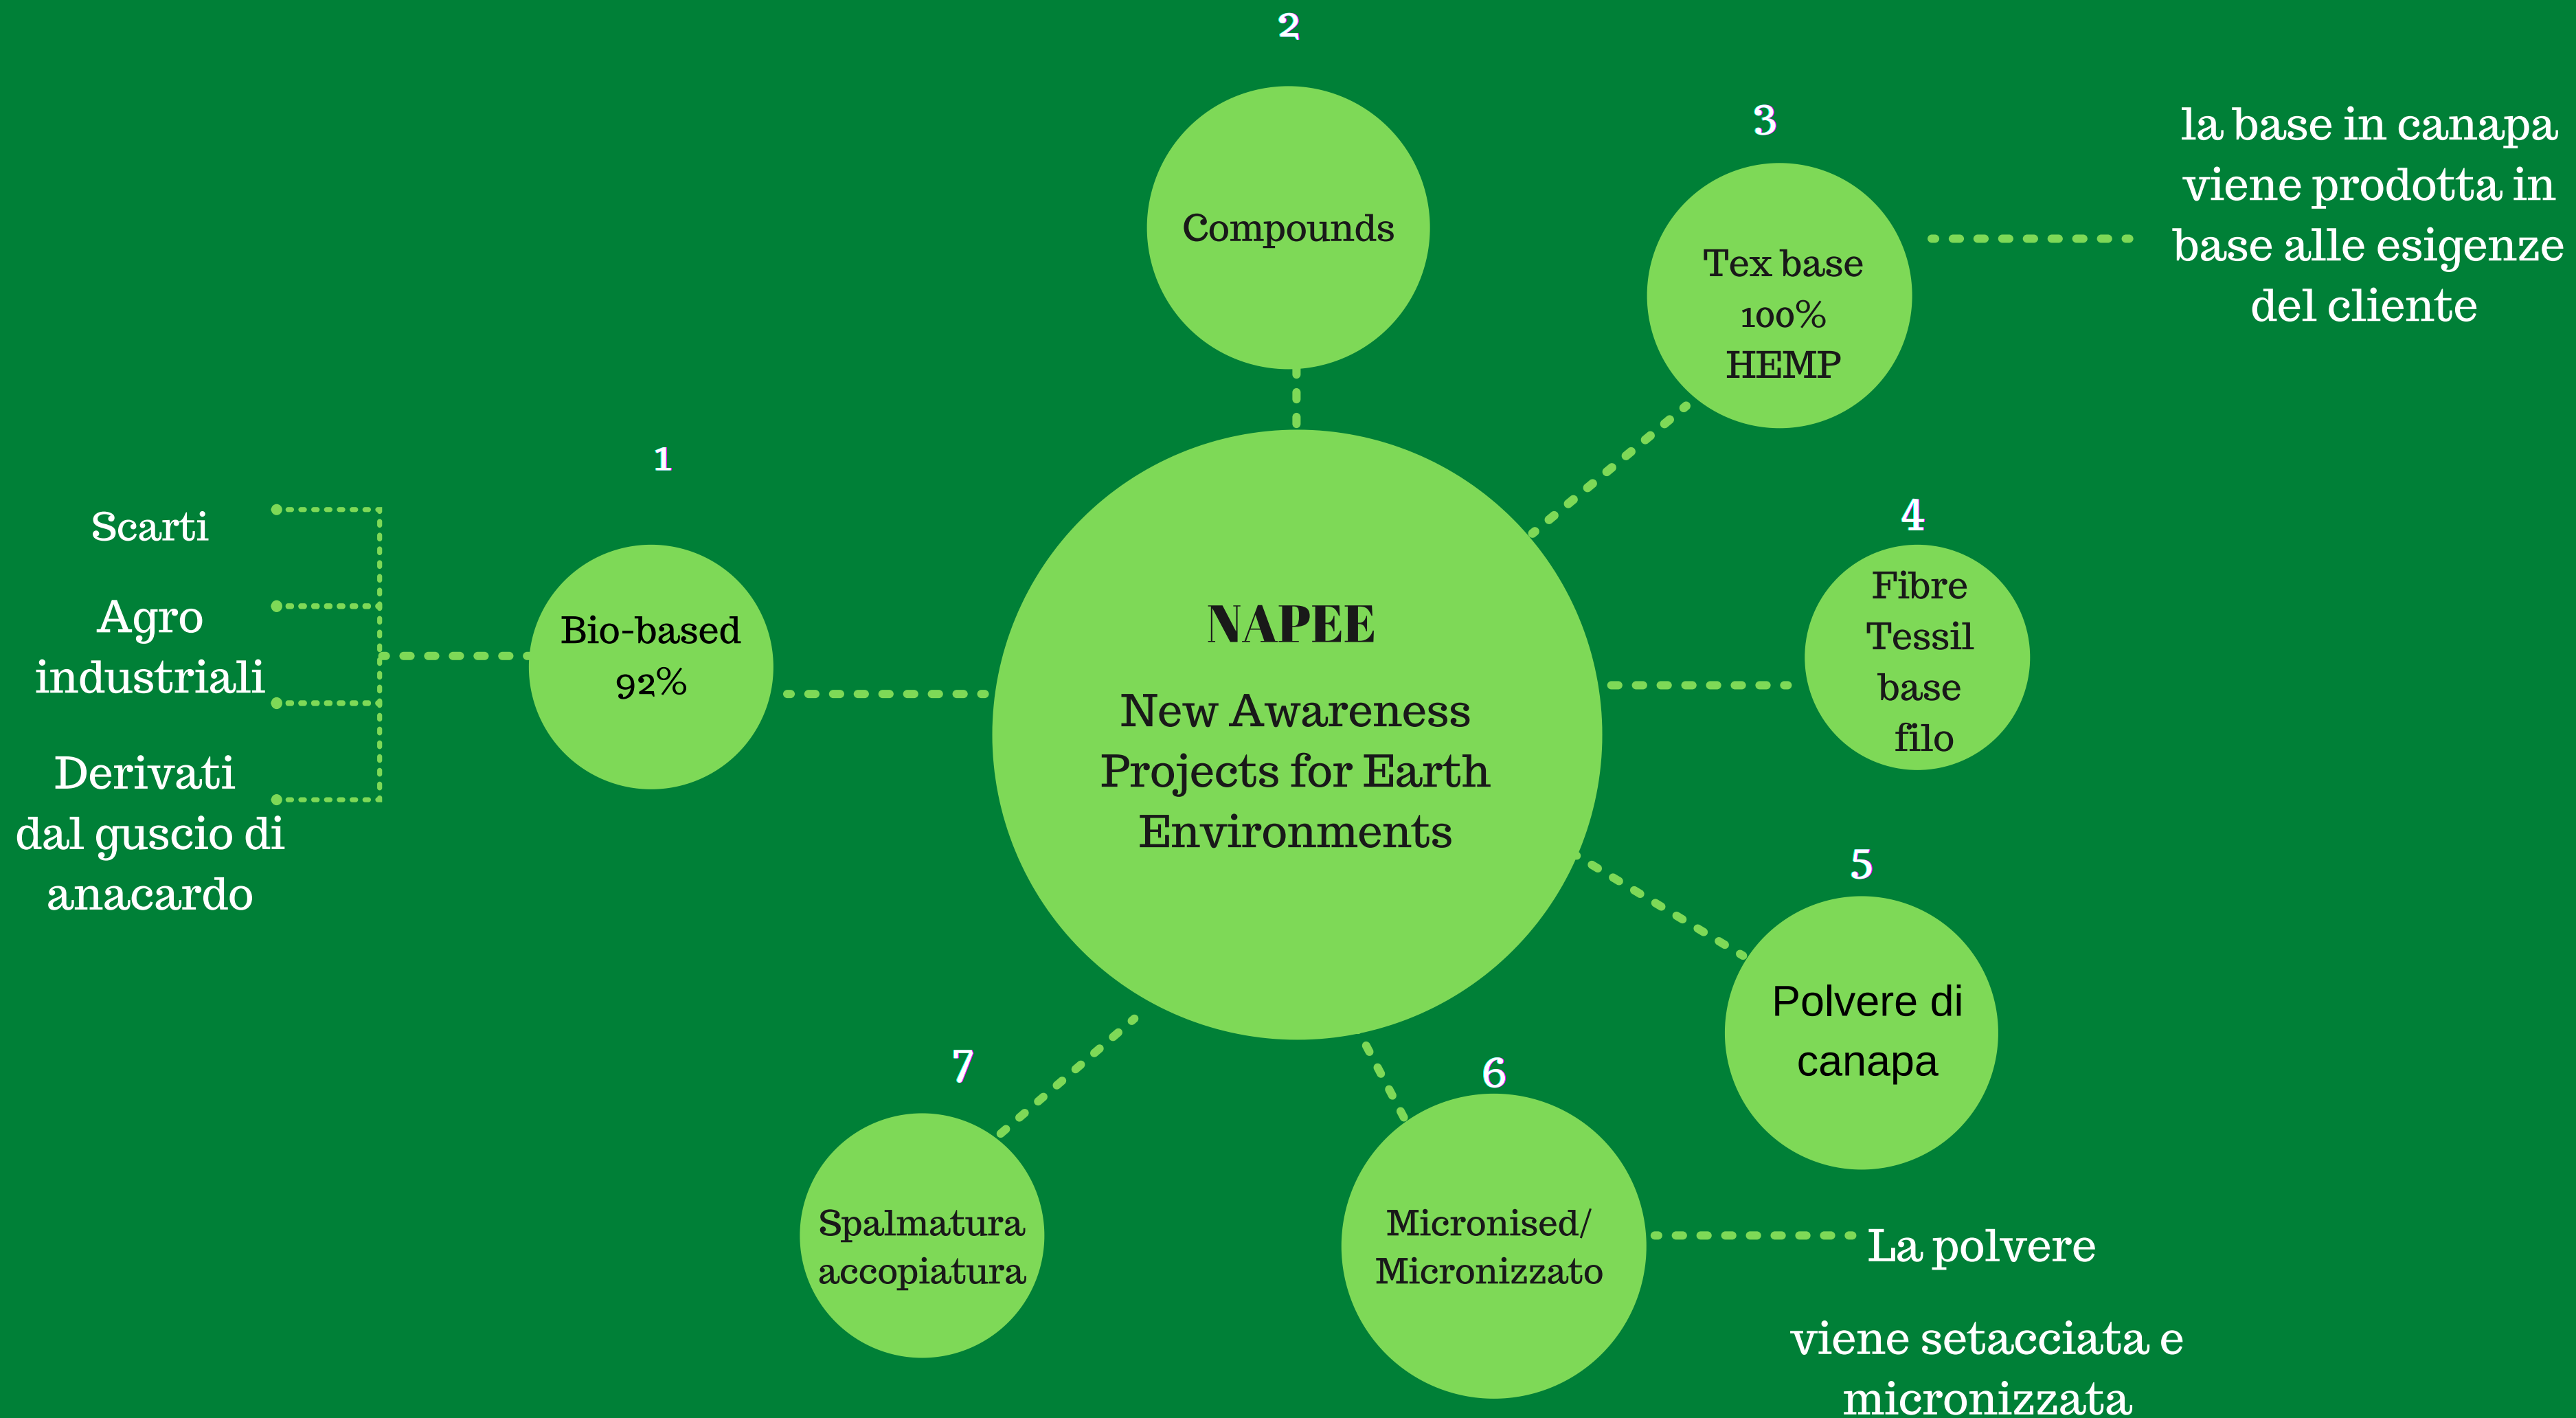 2
Compounds
3
Tex base
100%
HEMP
la base in canapa
viene prodotta in
base alle esigenze
del cliente
1
Bio-based
92%
Scarti
Agro
industriali
Derivati
dal guscio di
anacardo
NAPEE
New Awareness
Projects for Earth
Environments
4
Fibre
Tessil
base
filo
5
Polvere di
canapa
6
Micronised/
Micronizzato
La polvere
viene setacciata e
micronizzata
7
Spalmatura
accopiatura